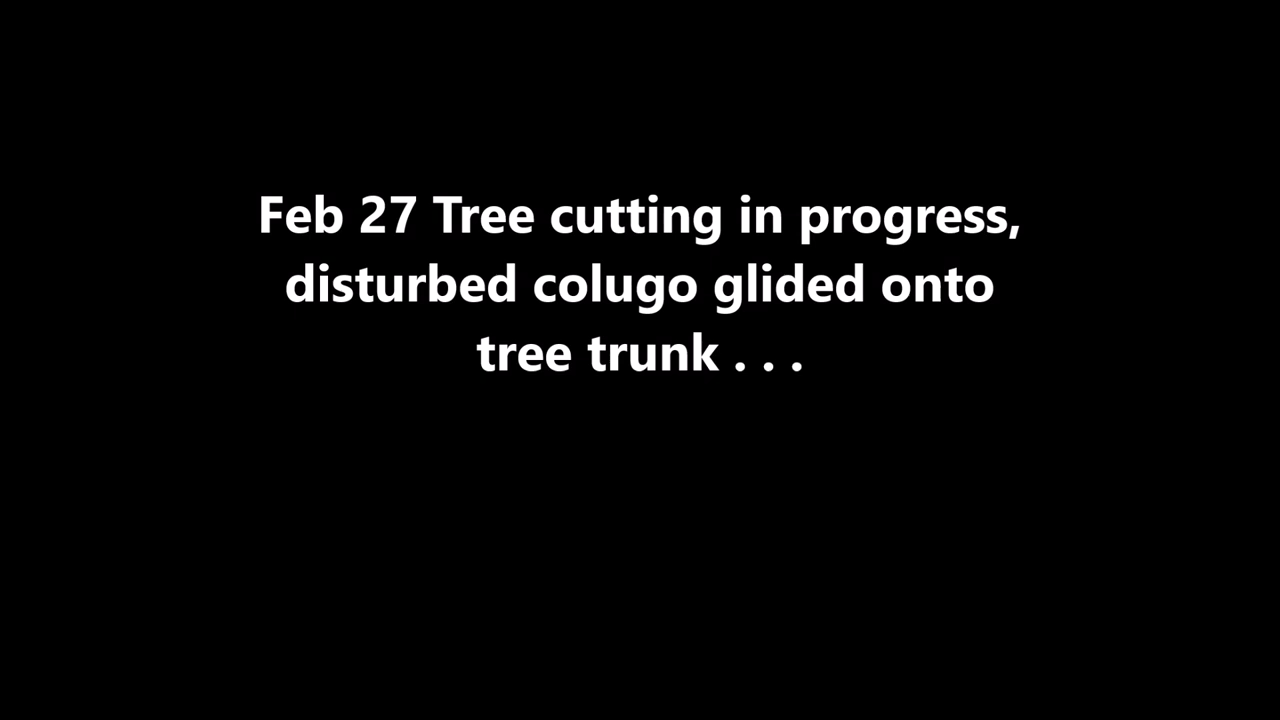 Feb 27 Tree cutting in progress,
disturbed colugo glided onto
tree trunk . . .